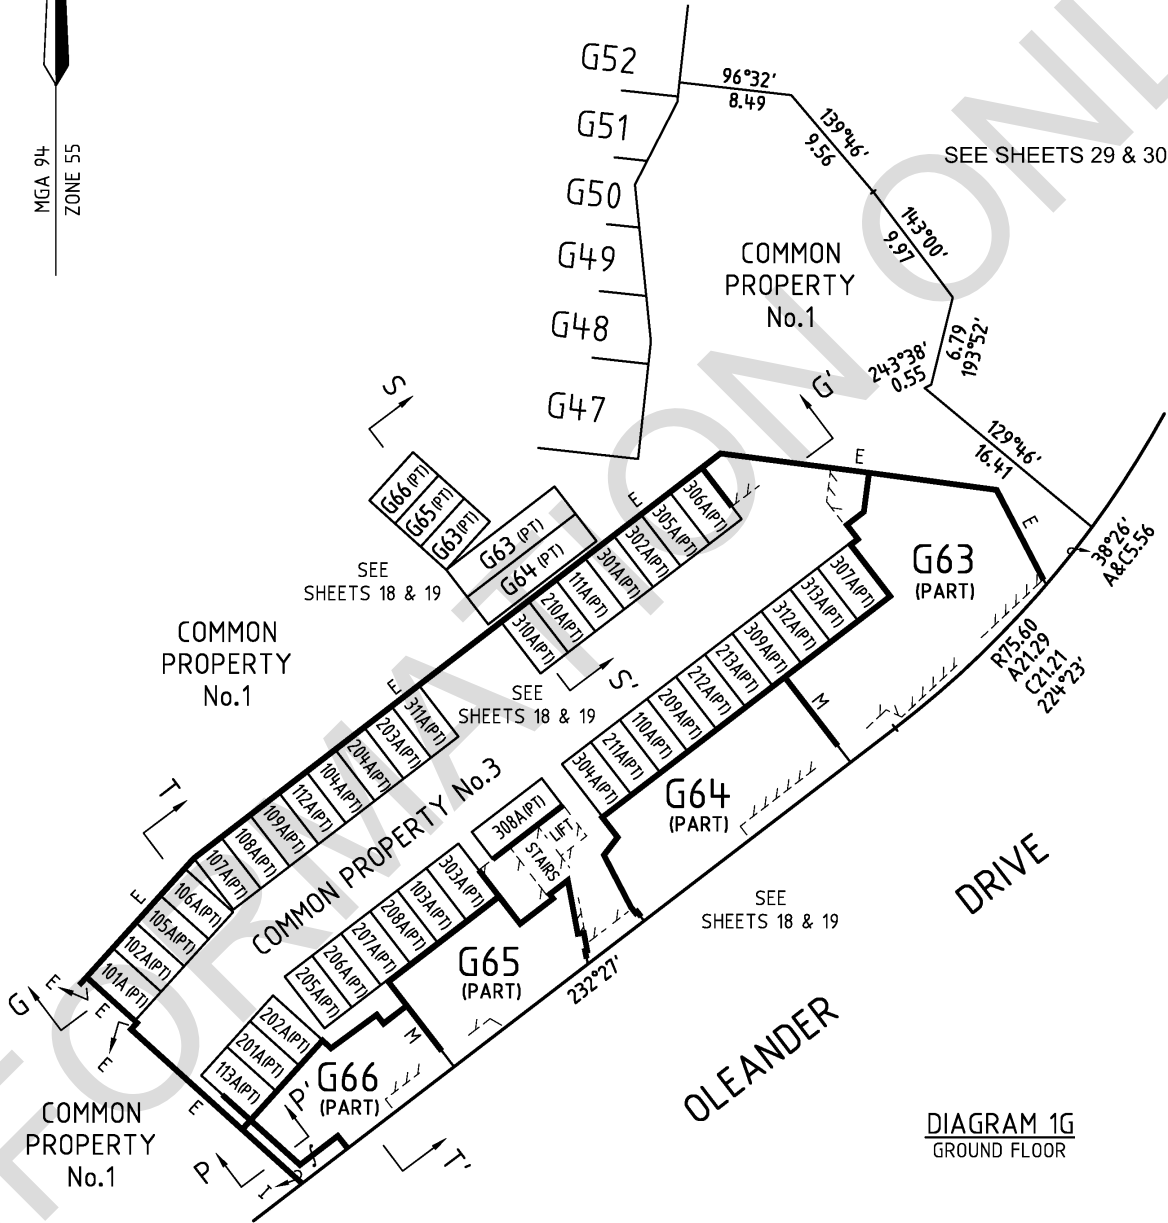 MGA 94
ZONE 55
G52
G51
G50
G49
G48
G47
96°32'
8.49
139°46'
9.56
SEE SHEETS 29 & 30
143°00'
9.97
COMMON
PROPERTY
No.1
6.79
193°52'
243°38'
0.55
129°46'
16.41
38°26'
A&C5.56
R75.60
A21.29
C21.21
224°23'
S
G'
G66 (PT)
G65 (PT)
G63(PT)
G63 (PT)
G64 (PT)
SEE
SHEETS 18 & 19
COMMON
PROPERTY
No.1
E
E
E
306A(PT)
305A(PT)
302A(PT)
301A(PT)
111A(PT)
210A(PT)
310A(PT)
S'
SEE
SHEETS 18 & 19
G63
(PART)
307A(PT)
313A(PT)
312A(PT)
309A(PT)
213A(PT)
212A(PT)
209A(PT)
110A(PT)
211A(PT)
304A(PT)
M
E
311A(PT)
203A(PT)
204A(PT)
104A(PT)
112A(PT)
109A(PT)
108A(PT)
107A(PT)
106A(PT)
105A(PT)
102A(PT)
101A(PT)
T
E
COMMON PROPERTY No.3
308A(PT)
LIFT
STAIRS
303A(PT)
103A(PT)
208A(PT)
207A(PT)
206A(PT)
205A(PT)
202A(PT)
201A(PT)
113A(PT)
G64
(PART)
SEE
SHEETS 18 & 19
G65
(PART)
232°27'
M
G66
(PART)
G
E
E
E
E
P'
P
I
T'
COMMON
PROPERTY
No.1
OLEANDER
DRIVE
DIAGRAM 1G
GROUND FLOOR
FORMATION ONL